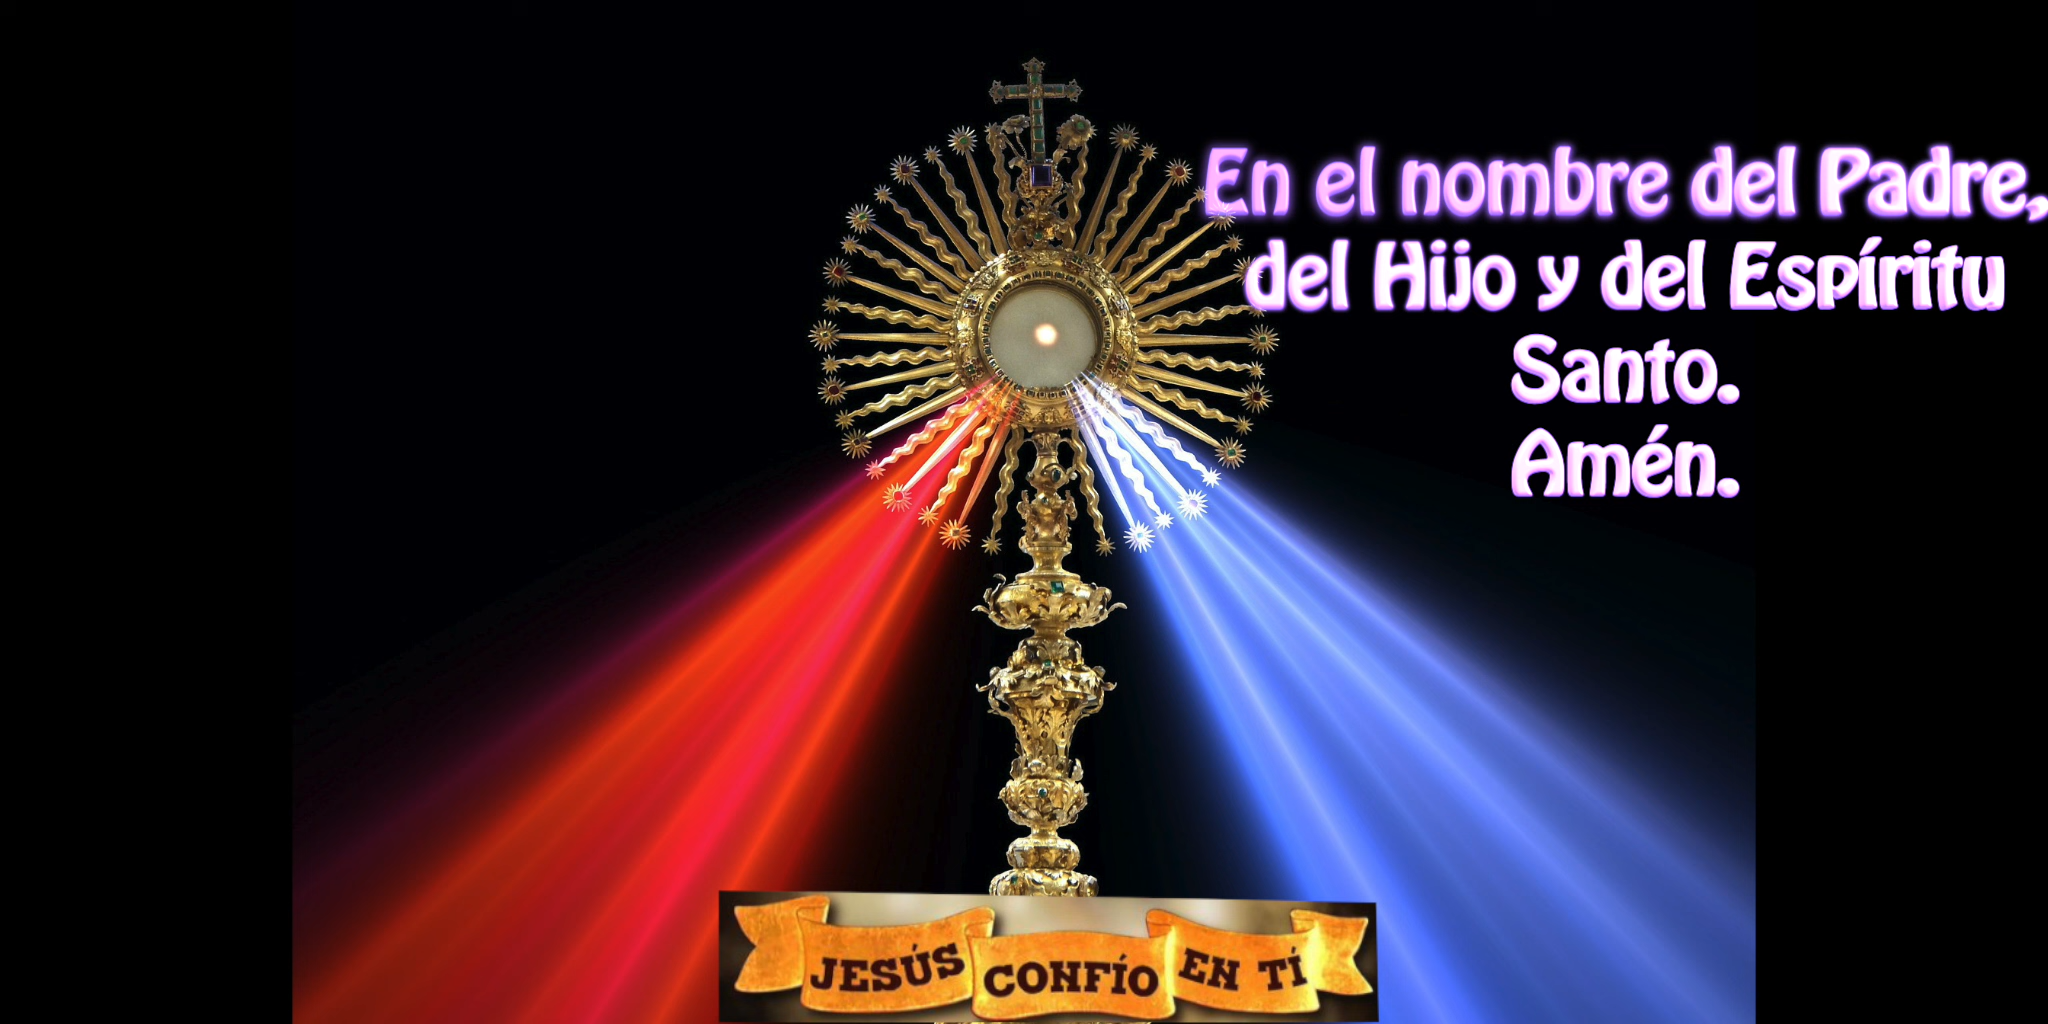 En el nombre del Padre,
del Hijo y del Espíritu
Santo.
Amén.
JESÚS CONFÍO EN TÍ